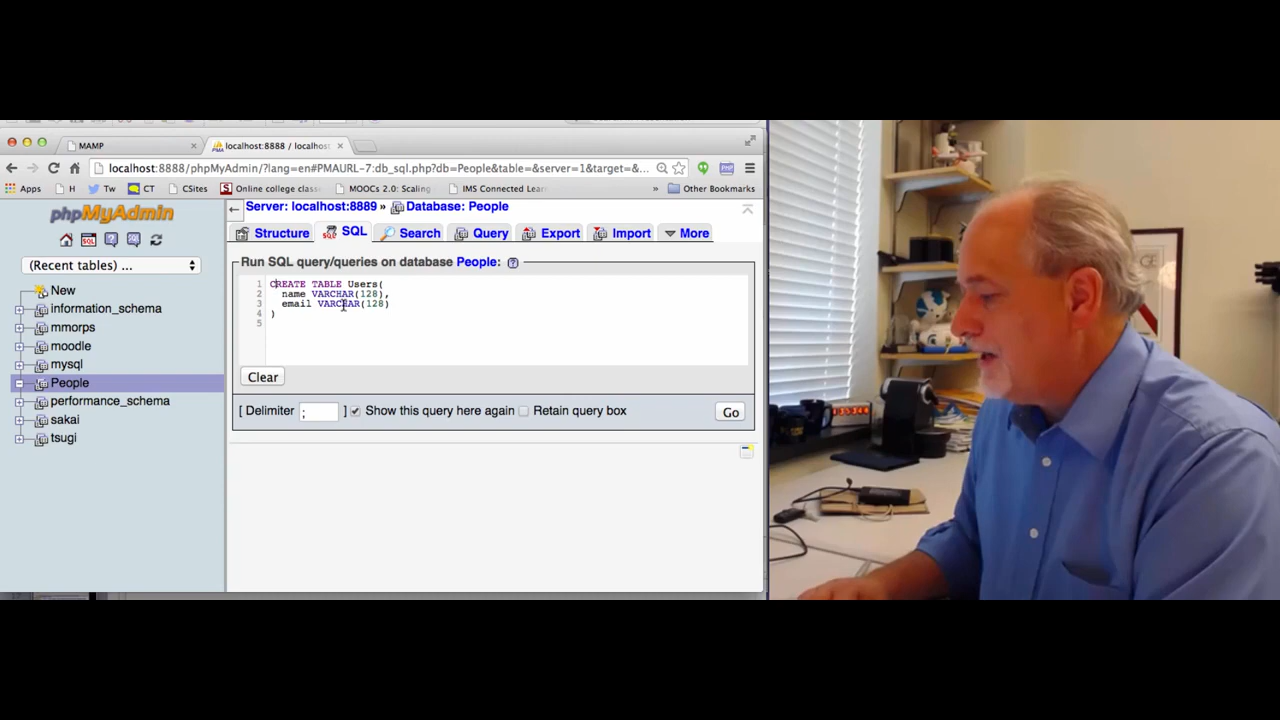 MAMP
localhost:8888 / localhos
localhost:8888/phpMyAdmin/?lang=en#PMAURL-7:db_sql.php?db=People&table=&server=1&target=&...
Apps H Tw CT CSites Online college class MOOCs 2.0: Scaling IMS Connected Lear » Other Bookmarks
phpMyAdmin
(Recent tables) ...
New
information_schema
mmorps
moodle
mysql
People
performance_schema
sakai
tsugi
Server: localhost:8889 » Database: People
Structure SQL Search Query Export Import More
Run SQL query/queries on database People:
1 CREATE TABLE Users(
2 name VARCHAR(128),
3 email VARCHAR(128)
4 )
5
Clear
[ Delimiter ; ] Show this query here again Retain query box Go